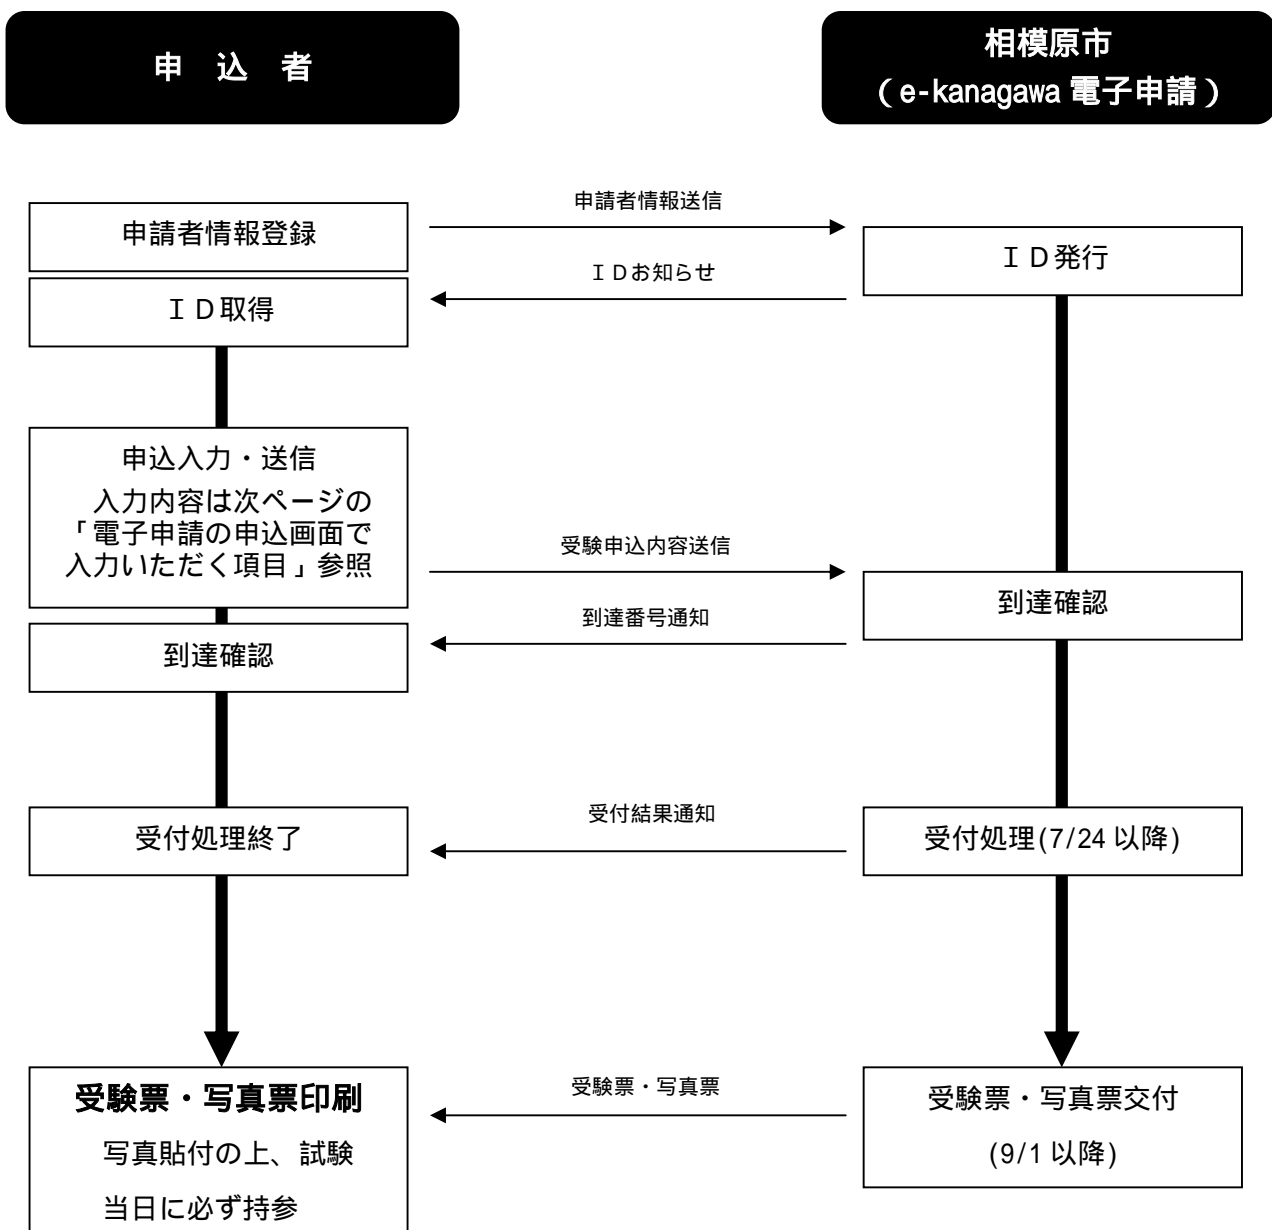 申　込　者
相模原市
（e-kanagawa 電子申請）
申請者情報登録
申請者情報送信
ＩＤ発行
ＩＤお知らせ
ＩＤ取得
申込入力・送信
入力内容は次ページの
「電子申請の申込画面で
入力いただく項目」参照
受験申込内容送信
到達確認
到達番号通知
到達確認
受付処理終了
受付結果通知
受付処理(7/24 以降)
受験票・写真票印刷
写真貼付の上、試験
当日に必ず持参
受験票・写真票
受験票・写真票交付
(9/1 以降)